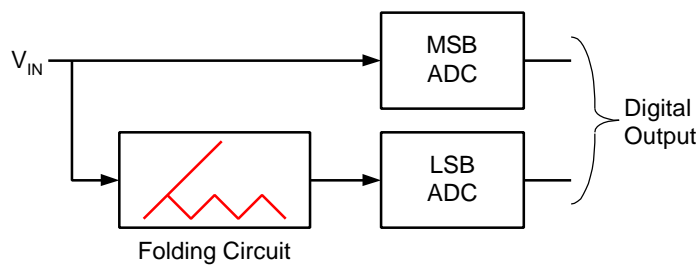 V_IN
MSB
ADC
LSB
ADC
Digital
Output
Folding Circuit